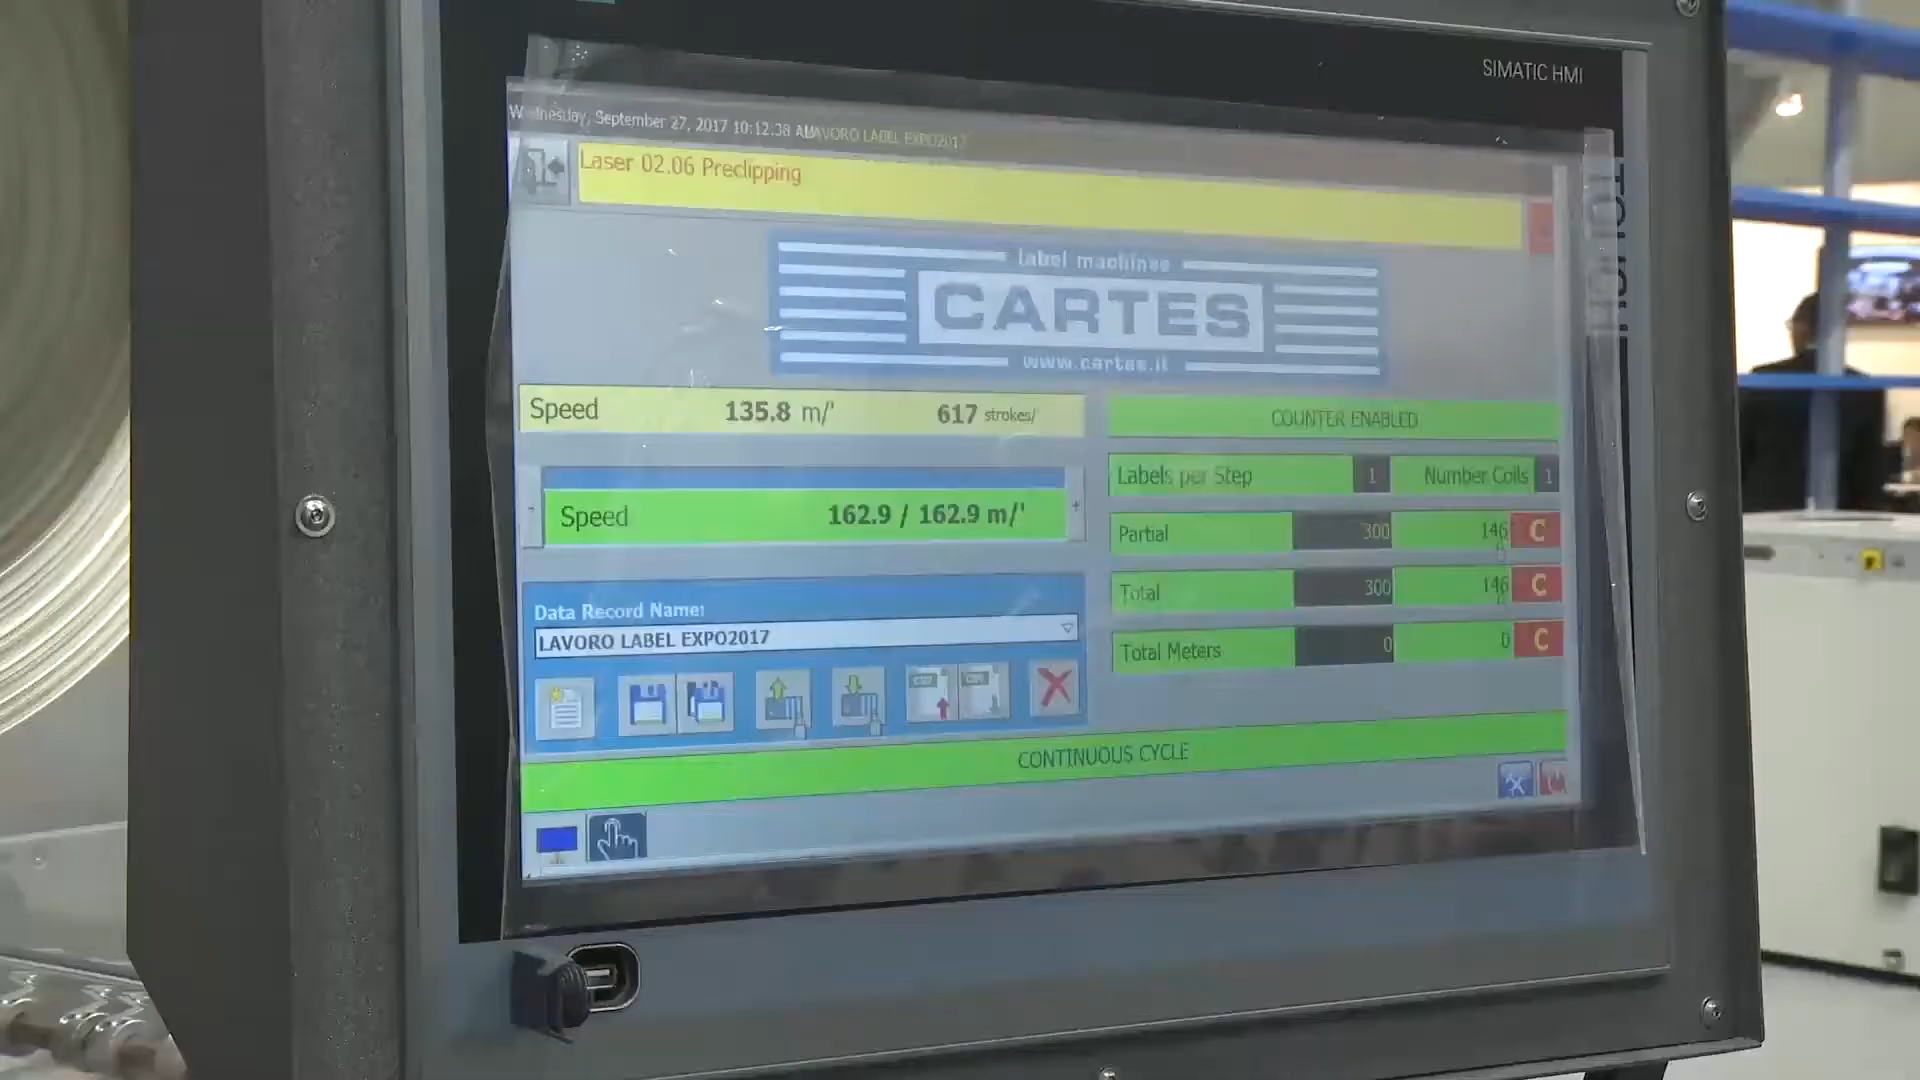 SIMATIC HMI
Wednesday, September 27, 2017 10:12:38 AM
LAVORO LABEL EXPO2017
Laser 02.06 Preclipping
label machines
CARTES
www.cartes.it
Speed 135.8 m/' 617 strokes/
COUNTER ENABLED
Labels per Step 1 Number Coils 1
- Speed 162.9 / 162.9 m/' +
Partial 300 146 C
Total 300 146 C
Total Meters 0 0 C
Data Record Name:
LAVORO LABEL EXPO2017
CONTINUOUS CYCLE
TOUCH